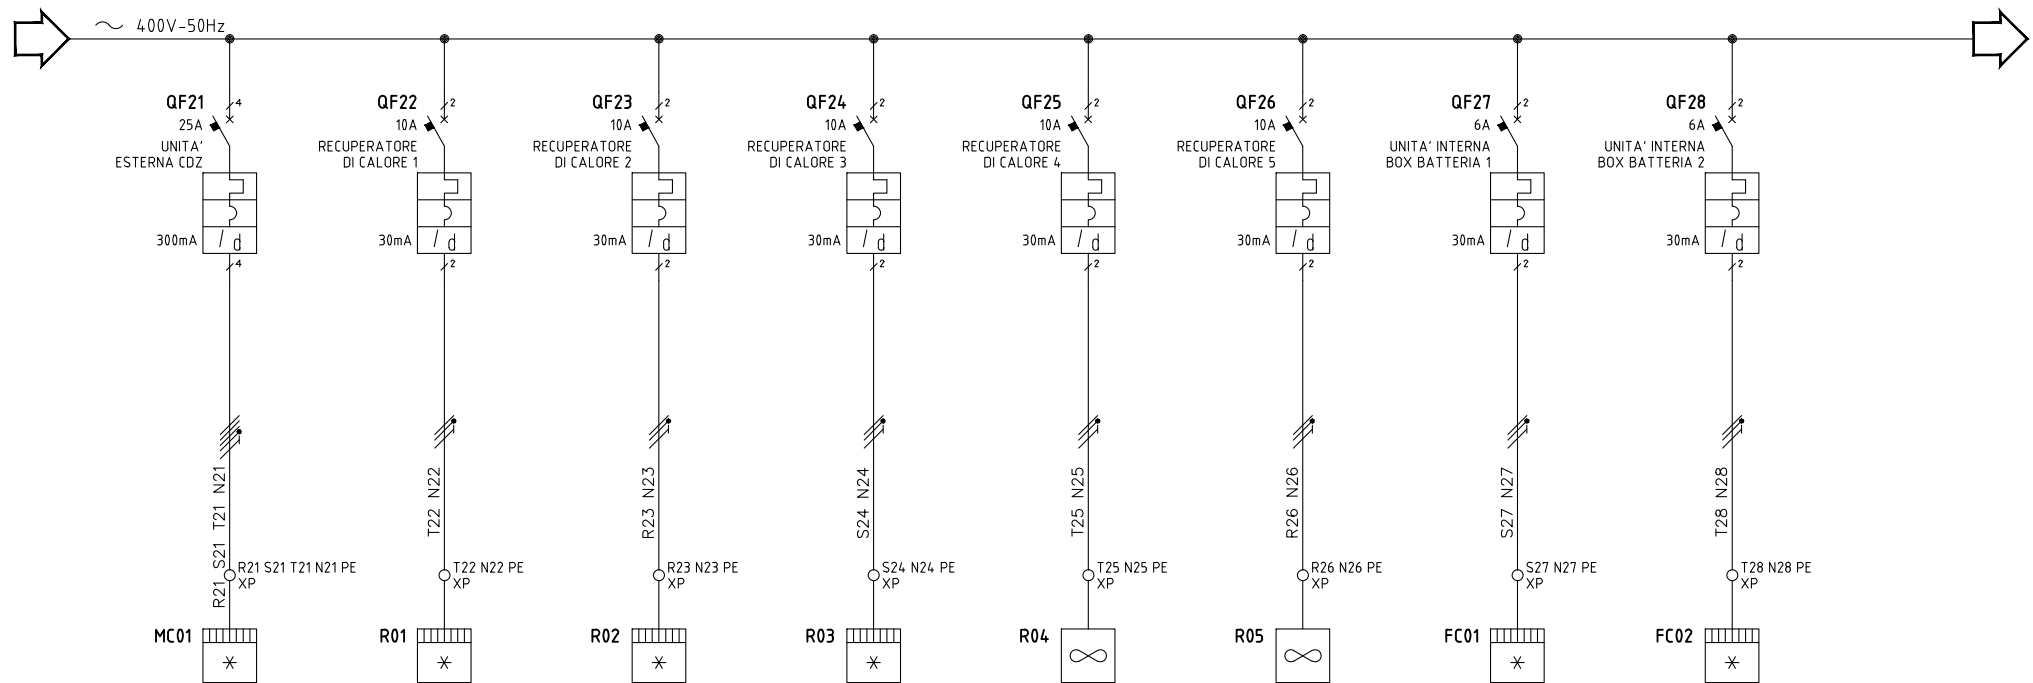 400V-50Hz
QF21
4
25A
UNITA'
ESTERNA CDZ
300mA
d
4
R21 S21 T21 N21
R21 S21 T21 N21 PE
XP
MC01
QF22
2
10A
RECUPERATORE
DI CALORE 1
30mA
d
2
T22 N22
T22 N22 PE
XP
R01
QF23
2
10A
RECUPERATORE
DI CALORE 2
30mA
d
2
R23 N23
R23 N23 PE
XP
R02
QF24
2
10A
RECUPERATORE
DI CALORE 3
30mA
d
2
S24 N24
S24 N24 PE
XP
R03
QF25
2
10A
RECUPERATORE
DI CALORE 4
30mA
d
2
T25 N25
T25 N25 PE
XP
R04
QF26
2
10A
RECUPERATORE
DI CALORE 5
30mA
d
2
R26 N26
R26 N26 PE
XP
R05
QF27
2
6A
UNITA' INTERNA
BOX BATTERIA 1
30mA
d
2
S27 N27
S27 N27 PE
XP
FC01
QF28
2
6A
UNITA' INTERNA
BOX BATTERIA 2
30mA
d
2
T28 N28
T28 N28 PE
XP
FC02